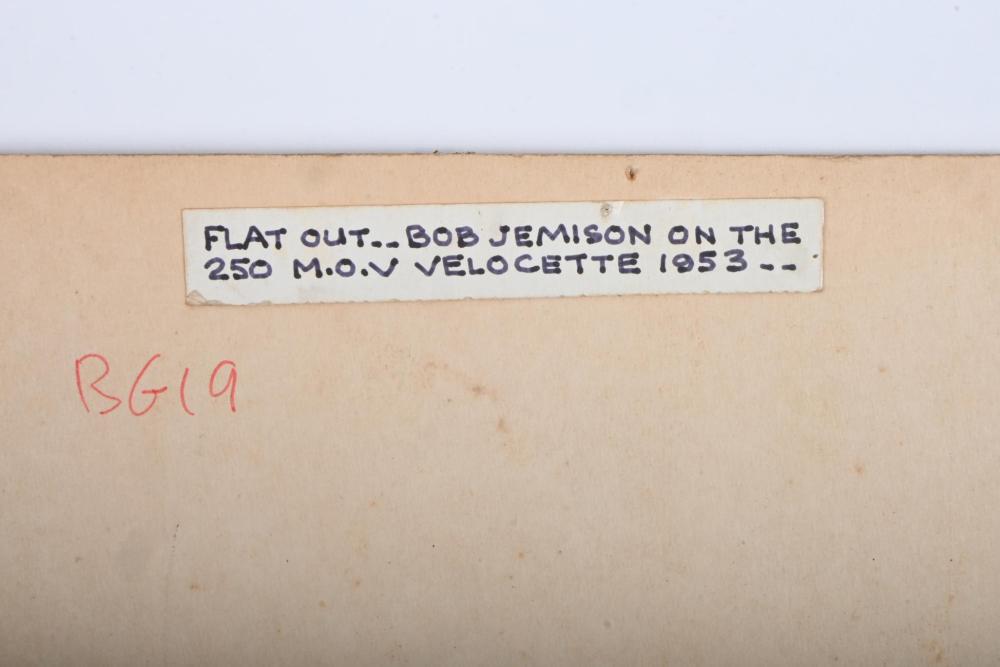 FLAT OUT.. BOB JEMISON ON THE
250 M.O.V VELOCETTE 1953 --
BG19